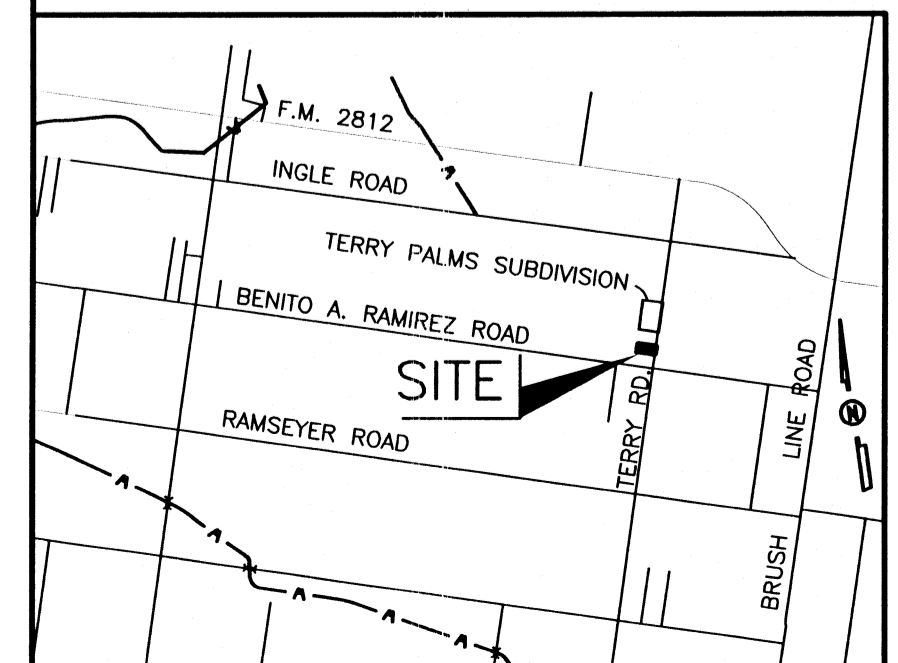 F.M. 2812
INGLE ROAD
TERRY PALMS SUBDIVISION
BENITO A. RAMIREZ ROAD
SITE
TERRY RD.
LINE ROAD
N
RAMSEYER ROAD
BRUSH